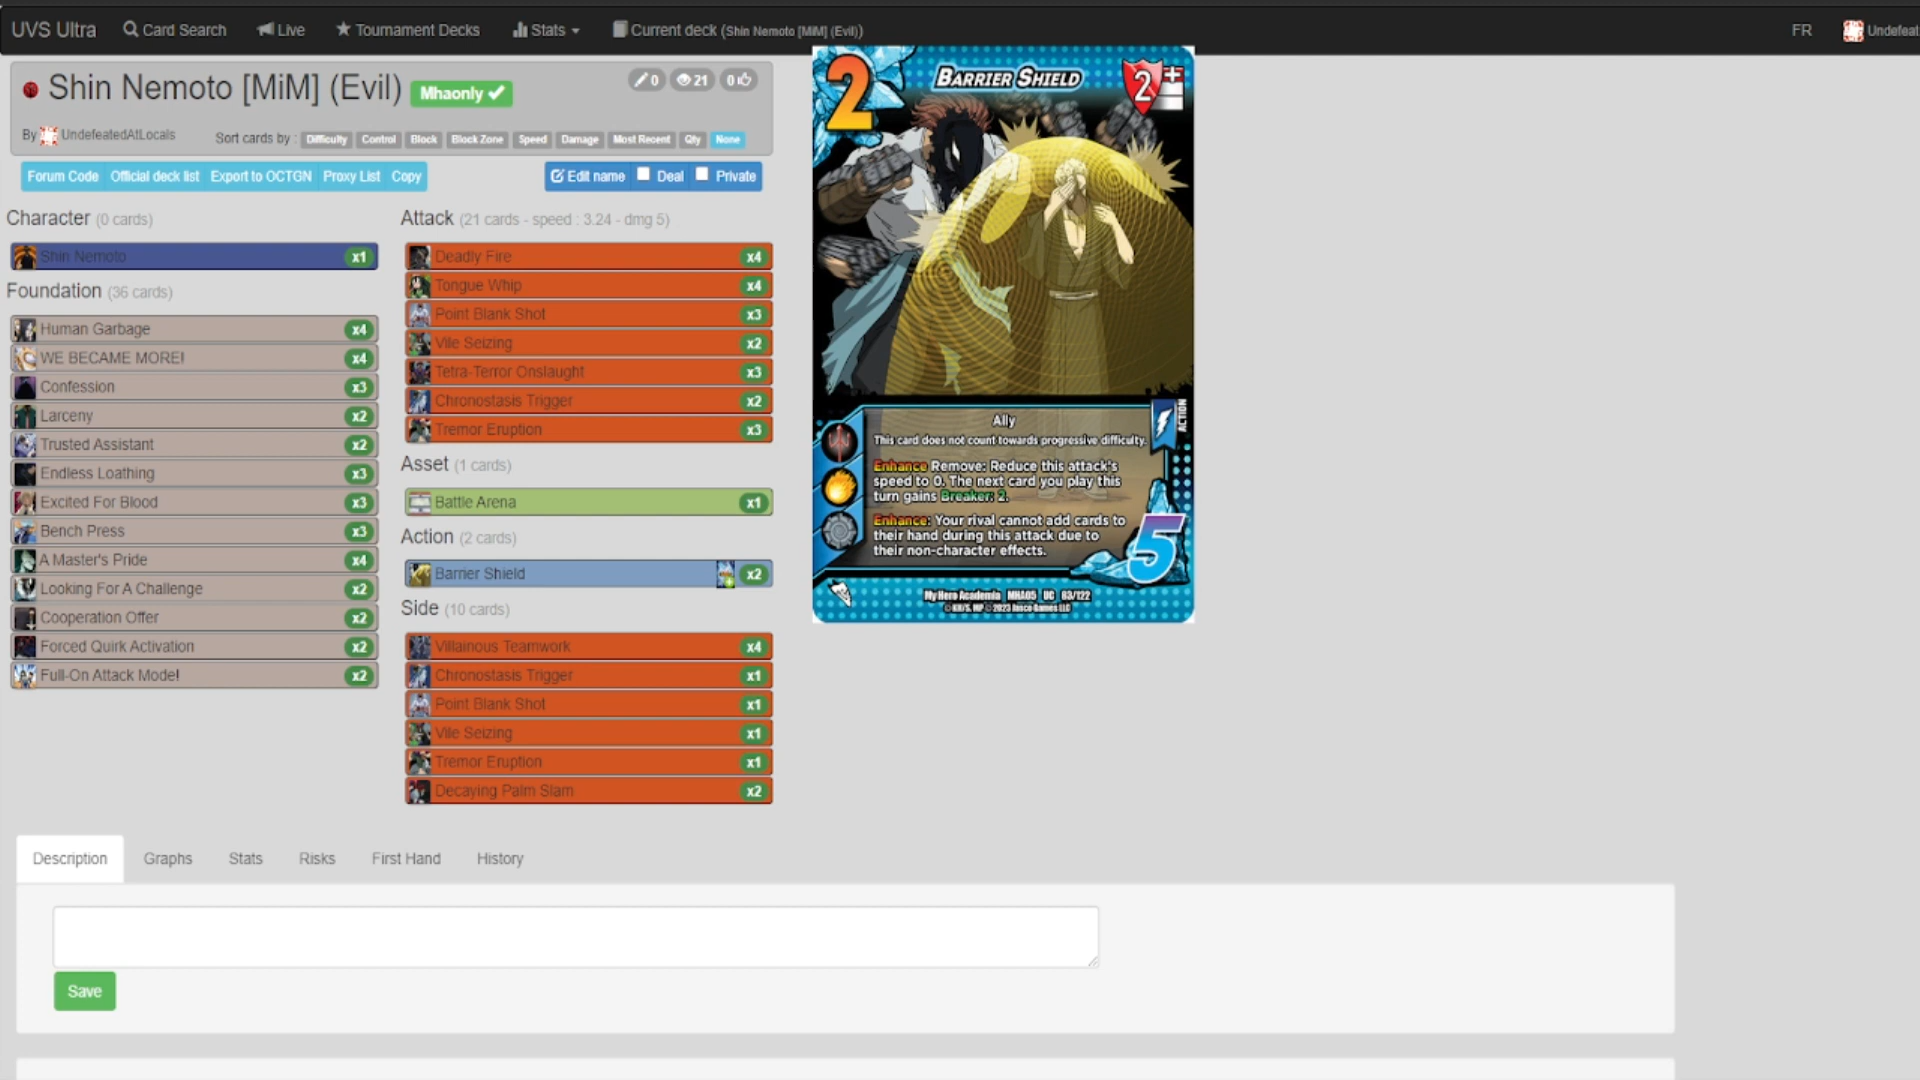 UVS Ultra Card Search Live Tournament Decks Stats Current deck (Shin Nemoto [MiM] (Evil)) FR Undefeat
Shin Nemoto [MiM] (Evil) Mhaonly 0 21 0
By UndefeatedAtLocals Sort cards by : Difficulty Control Block Block Zone Speed Damage Most Recent Qty None
Forum Code Official deck list Export to OCTGN Proxy List Copy Edit name Deal Private
Character (0 cards)
Shin Nemoto x1
Foundation (36 cards)
Human Garbage x4
WE BECAME MORE! x4
Confession x3
Larceny x2
Trusted Assistant x2
Endless Loathing x3
Excited For Blood x3
Bench Press x3
A Master's Pride x4
Looking For A Challenge x2
Cooperation Offer x2
Forced Quirk Activation x2
Full-On Attack Mode! x2
Attack (21 cards - speed : 3.24 - dmg 5)
Deadly Fire x4
Tongue Whip x4
Point Blank Shot x3
Vile Seizing x2
Tetra-Terror Onslaught x3
Chronostasis Trigger x2
Tremor Eruption x3
Asset (1 cards)
Battle Arena x1
Action (2 cards)
Barrier Shield x2
Side (10 cards)
Villainous Teamwork x4
Chronostasis Trigger x1
Point Blank Shot x1
Vile Seizing x1
Tremor Eruption x1
Decaying Palm Slam x2
2 BARRIER SHIELD 2+
ACTION
Ally
This card does not count towards progressive difficulty.
Enhance Remove: Reduce this attack's
speed to 0. The next card you play this
turn gains Breaker: 2.
Enhance: Your rival cannot add cards to
their hand during this attack due to
their non-character effects.
5
My Hero Academia MHA05 UC 83/122
© 2023 Jasco Games LLC
Description Graphs Stats Risks First Hand History
Save